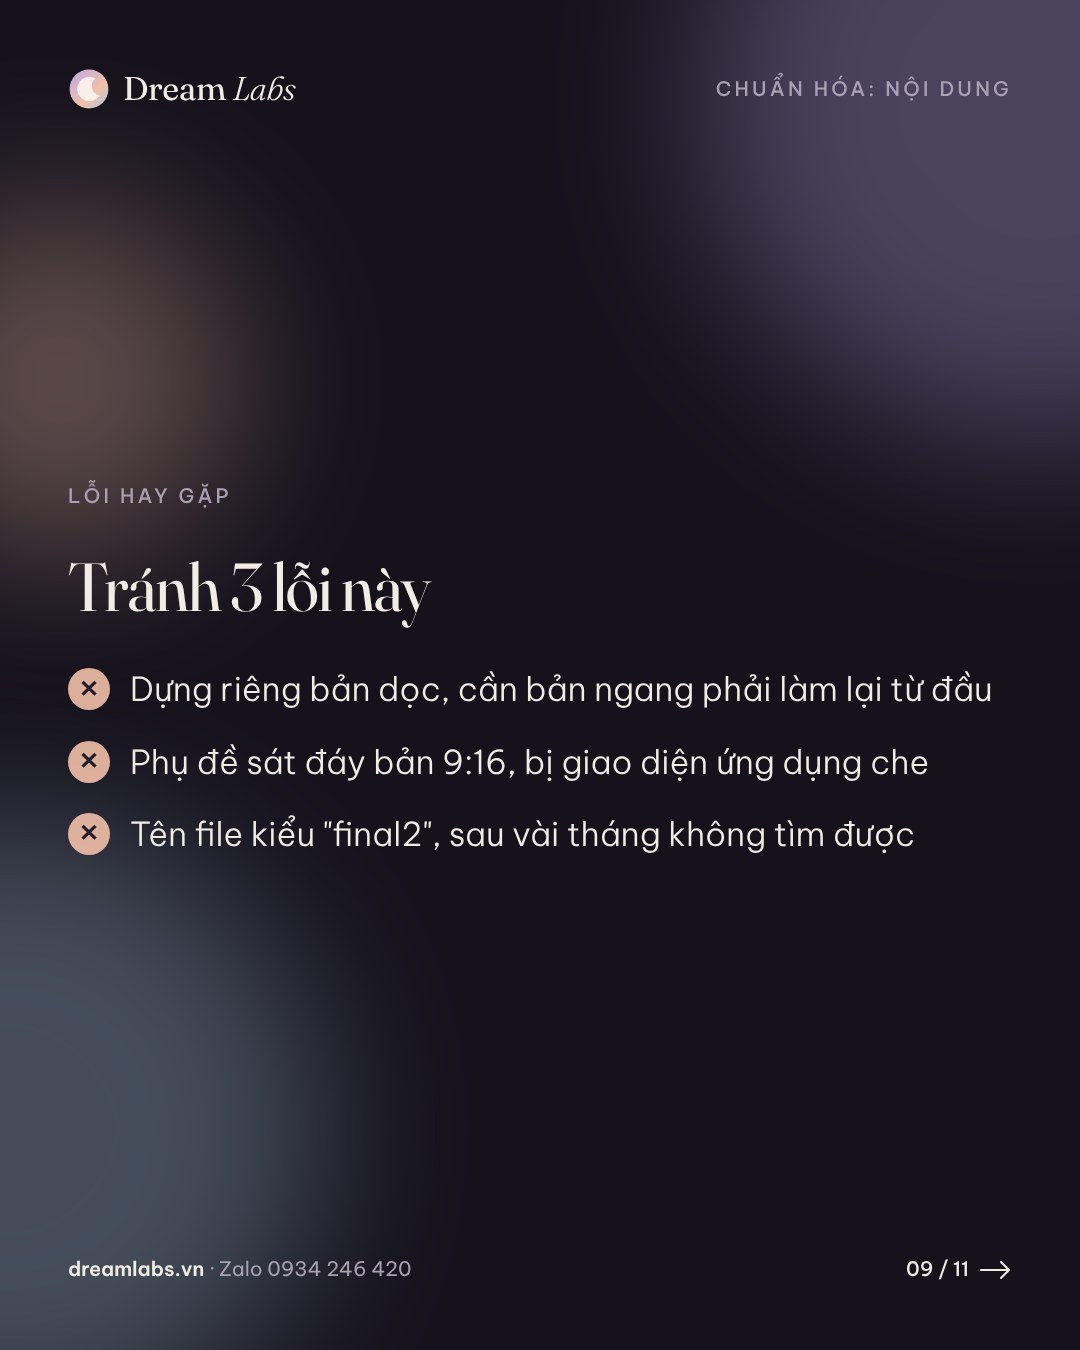 Dream Labs
CHUẨN HÓA: NỘI DUNG
LỖI HAY GẶP
Tránh 3 lỗi này
Dựng riêng bản dọc, cần bản ngang phải làm lại từ đầu
Phụ đề sát đáy bản 9:16, bị giao diện ứng dụng che
Tên file kiểu "final2", sau vài tháng không tìm được
dreamlabs.vn · Zalo 0934 246 420
09 / 11